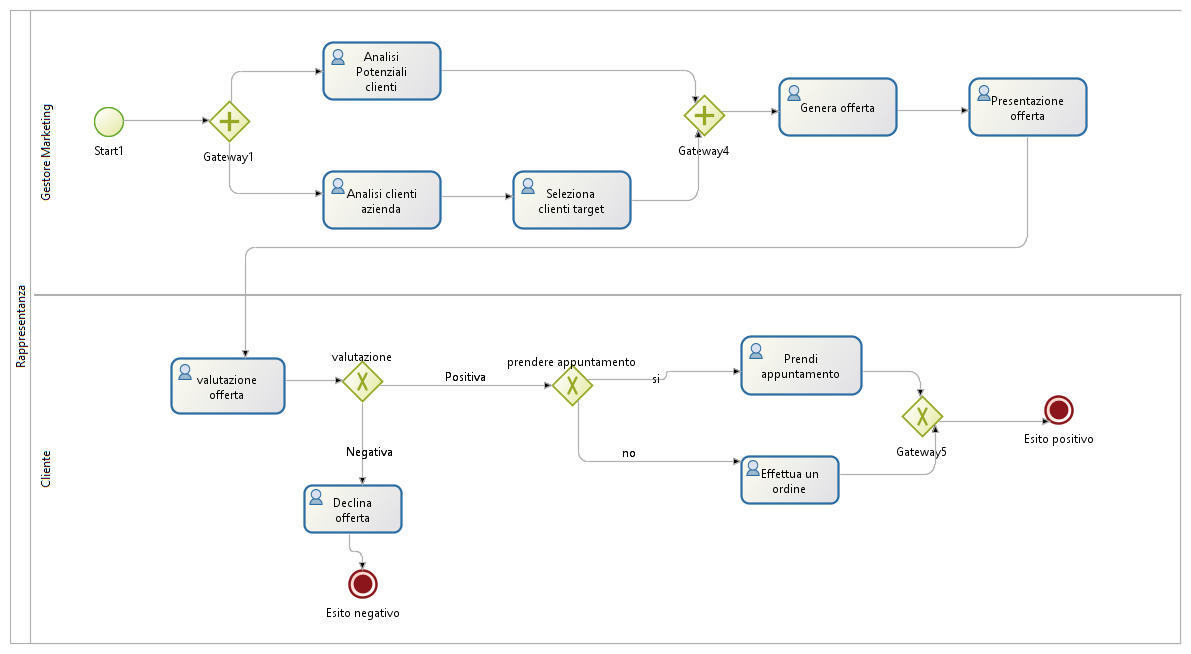 Rappresentanza
Gestore Marketing
Start1
Gateway1
Analisi
Potenziali
clienti
Analisi clienti
azienda
Seleziona
clienti target
Gateway4
Genera offerta
Presentazione
offerta
Cliente
valutazione
offerta
valutazione
Positiva
Negativa
Declina
offerta
Esito negativo
prendere appuntamento
si
no
Prendi
appuntamento
Effettua un
ordine
Gateway5
Esito positivo